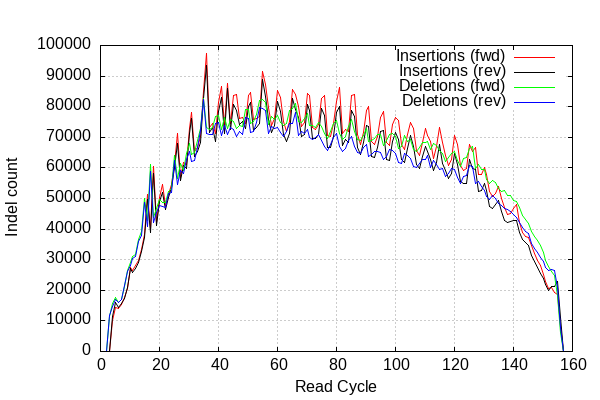 100000
90000
80000
70000
60000
50000
40000
30000
20000
10000
0
Indel count
Insertions (fwd)
Insertions (rev)
Deletions (fwd)
Deletions (rev)
0 20 40 60 80 100 120 140 160
Read Cycle